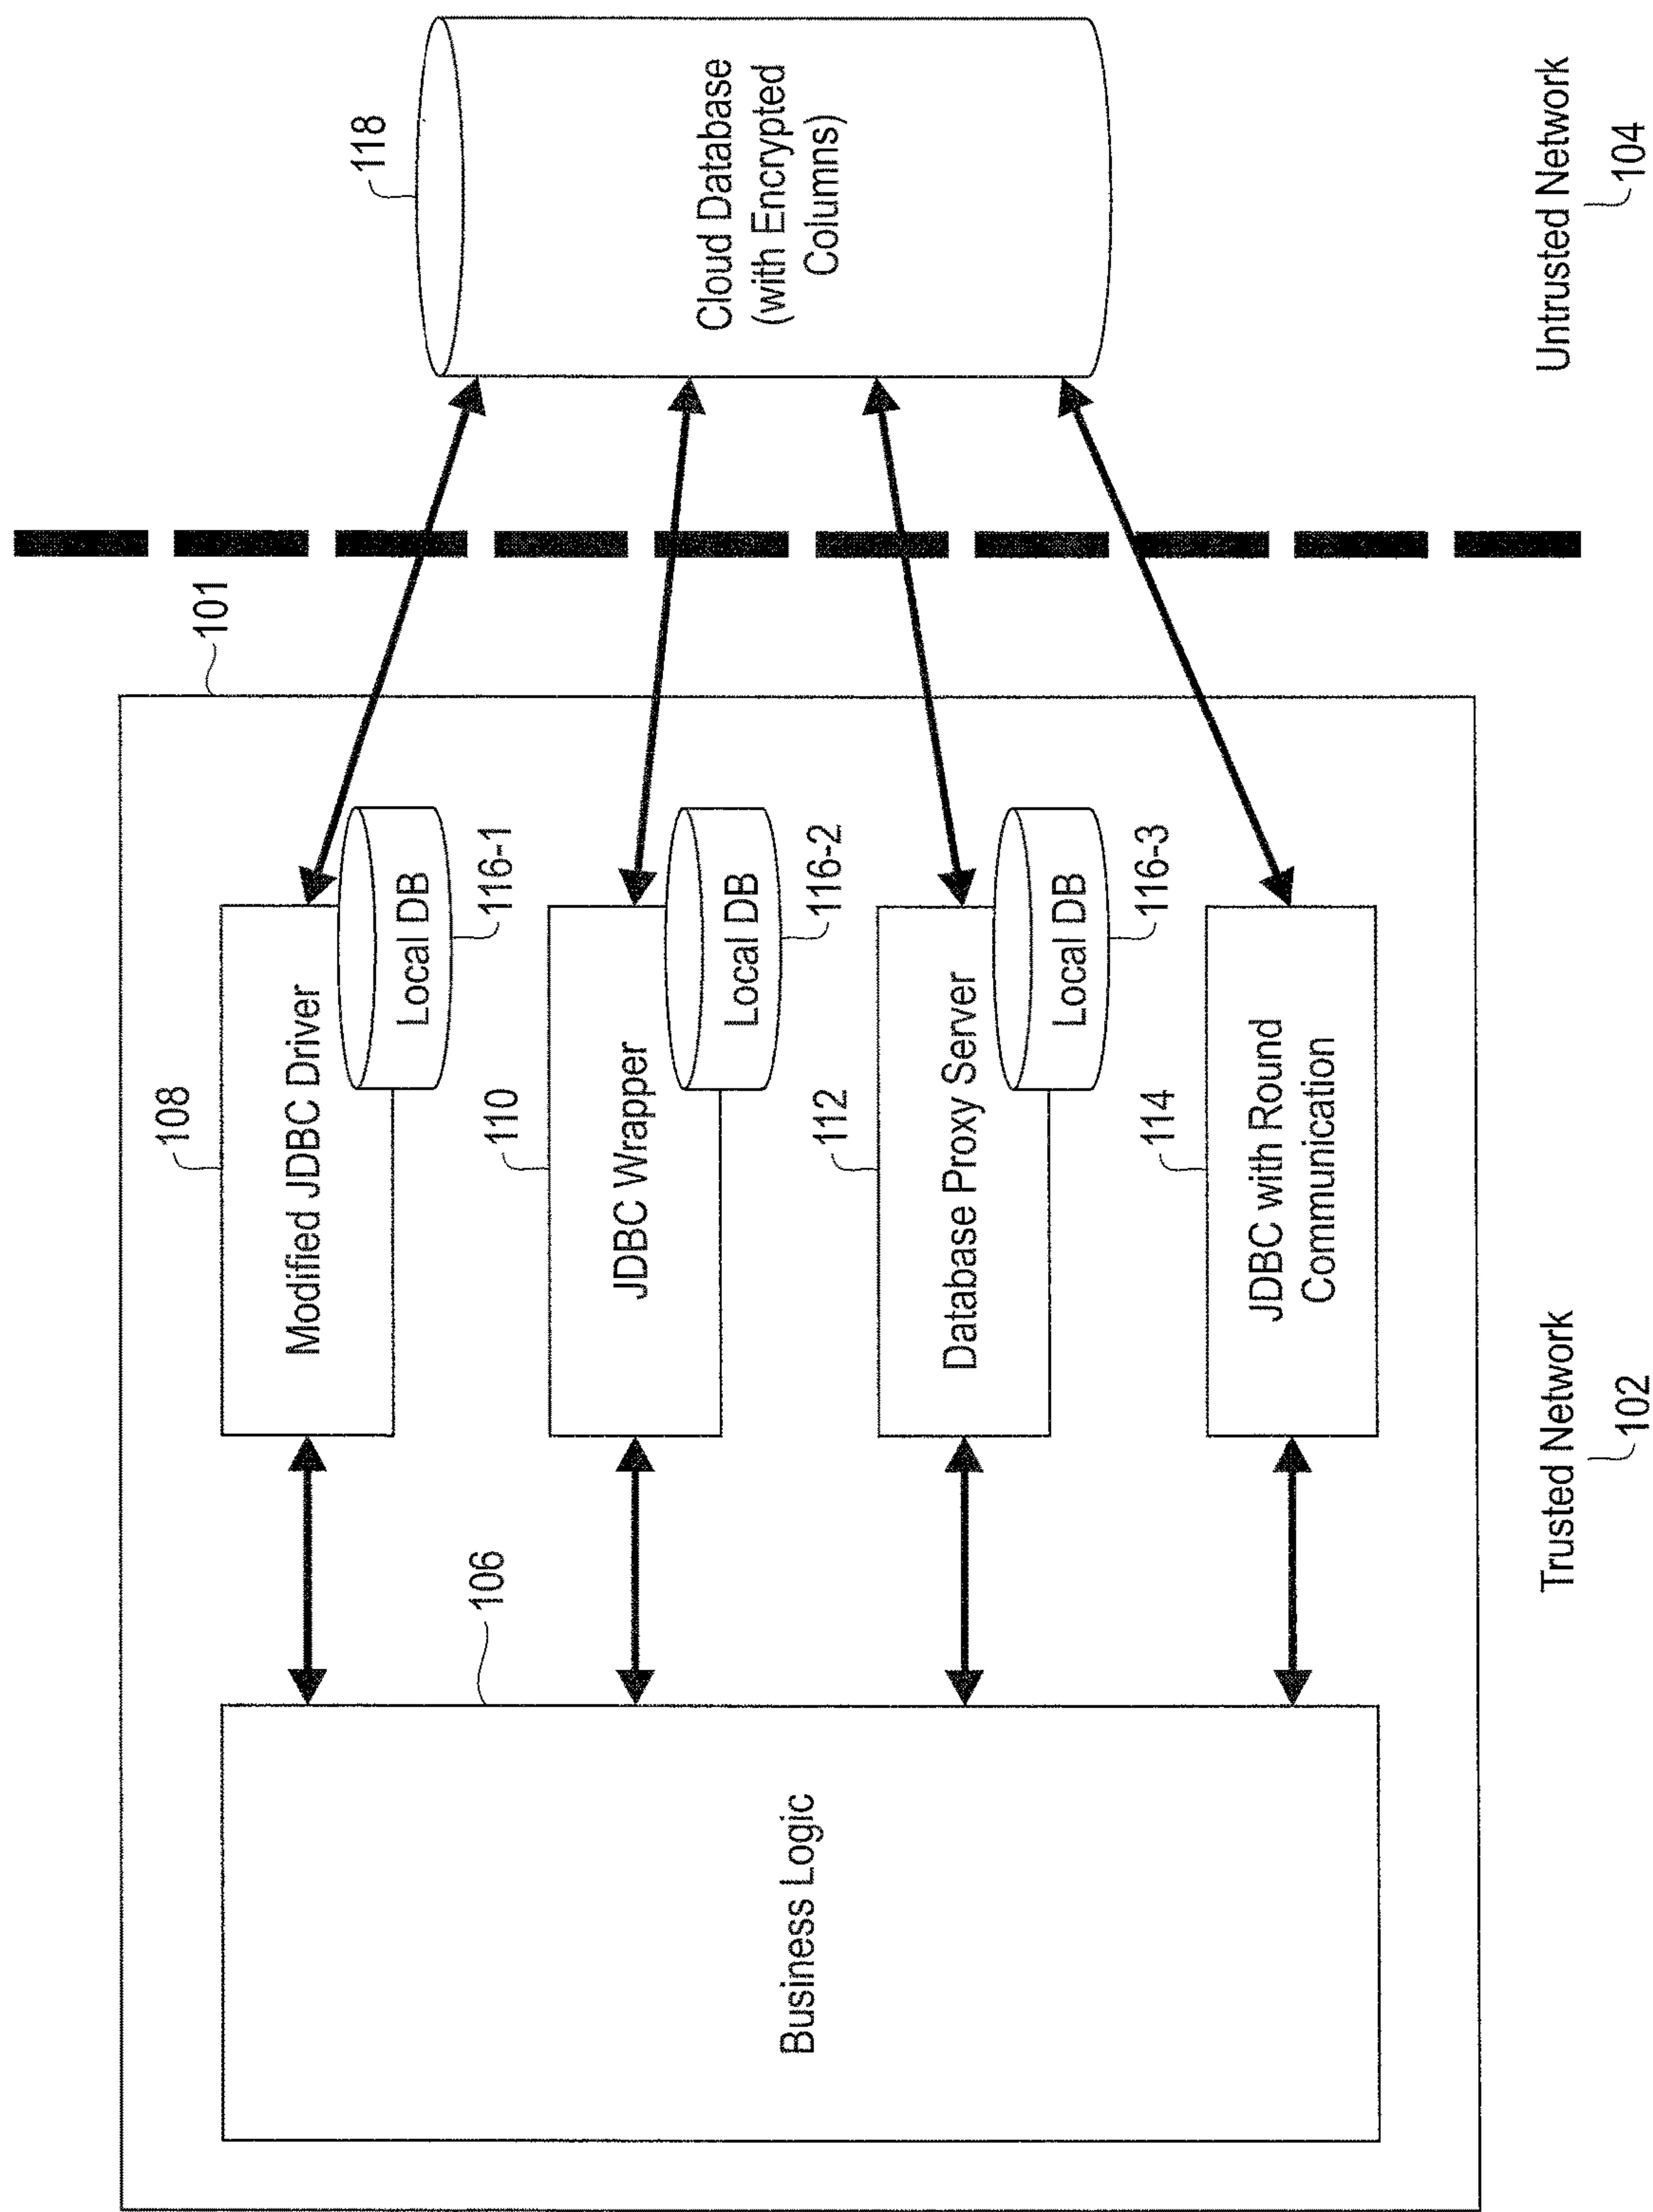 118
Cloud Database
(with Encrypted
Columns)
Untrusted Network
104
101
108
Modified JDBC Driver
Local DB
116-1
110
JDBC Wrapper
Local DB
116-2
112
Database Proxy Server
Local DB
116-3
114
JDBC with Round
Communication
106
Business Logic
Trusted Network
102